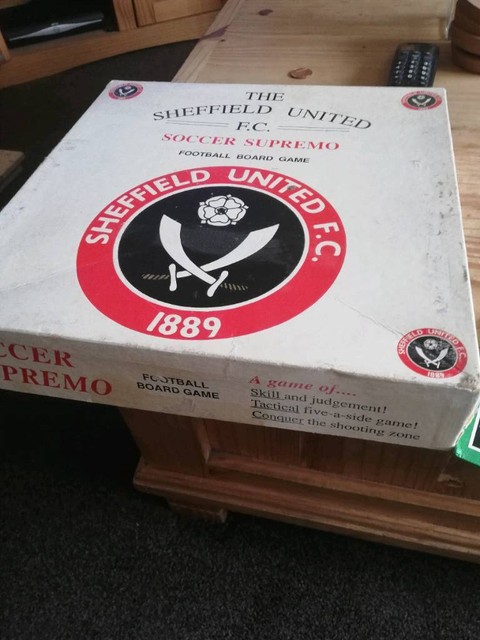 THE
SHEFFIELD UNITED
F.C.
SOCCER SUPREMO
FOOTBALL BOARD GAME
SHEFFIELD UNITED F.C.
1889
SHEFFIELD UNITED F.C.
1889
CCER
PREMO
FOOTBALL
BOARD GAME
A game of....
Skill and judgement!
Tactical five-a-side game!
Conquer the shooting zone